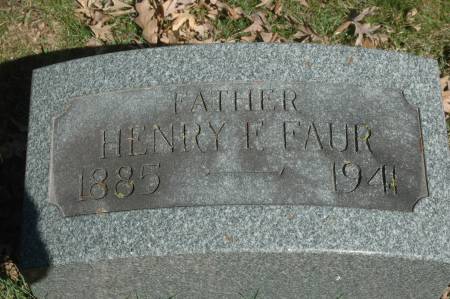 FATHER
HENRY F. FAUR
1885 — 1941